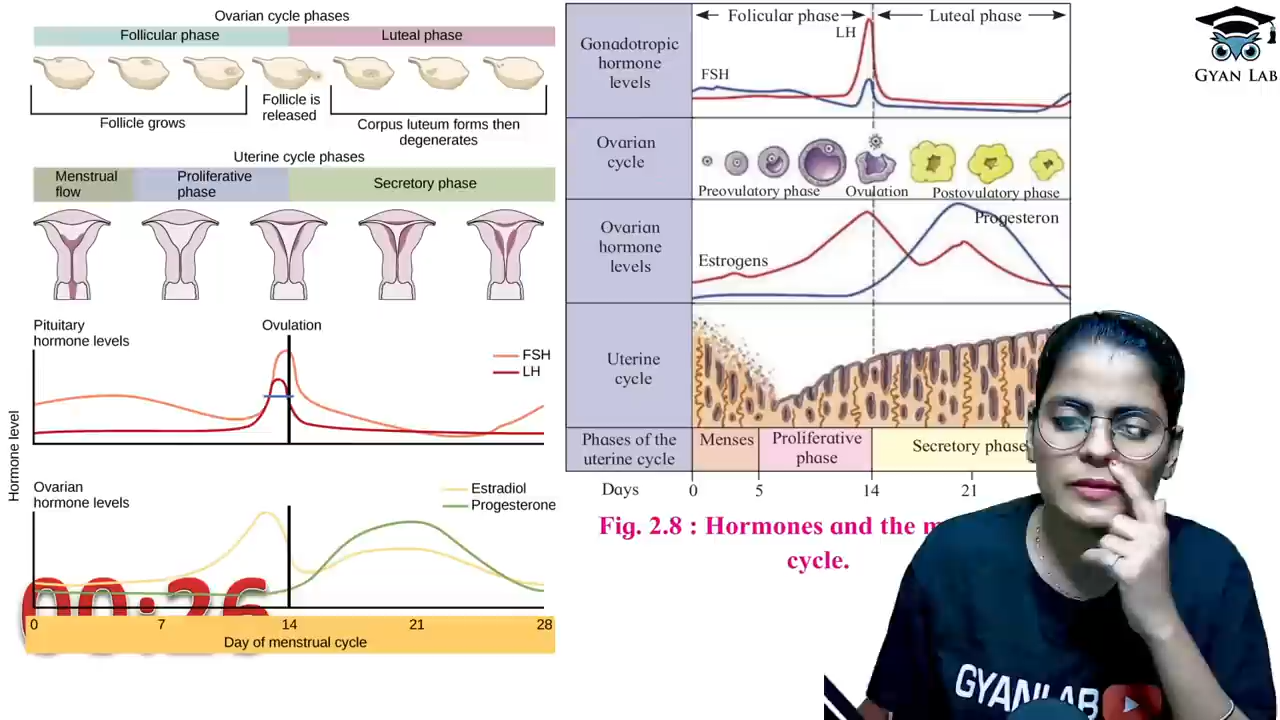 Ovarian cycle phases
Follicular phase
Luteal phase
Follicle grows
Follicle is
released
Corpus luteum forms then
degenerates
Uterine cycle phases
Menstrual
flow
Proliferative
phase
Secretory phase
Pituitary
hormone levels
Ovulation
FSH
LH
Hormone level
Ovarian
hormone levels
Estradiol
Progesterone
00:26
0 7 14 21 28
Day of menstrual cycle
Folicular phase
Luteal phase
Gonadotropic
hormone
levels
LH
FSH
Ovarian
cycle
Preovulatory phase
Ovulation
Postovulatory phase
Ovarian
hormone
levels
Progesteron
Estrogens
Uterine
cycle
Phases of the
uterine cycle
Menses
Proliferative
phase
Secretory phase
Days
0 5 14 21
Fig. 2.8 : Hormones and the
cycle.
GYAN LAB
GYANLAB